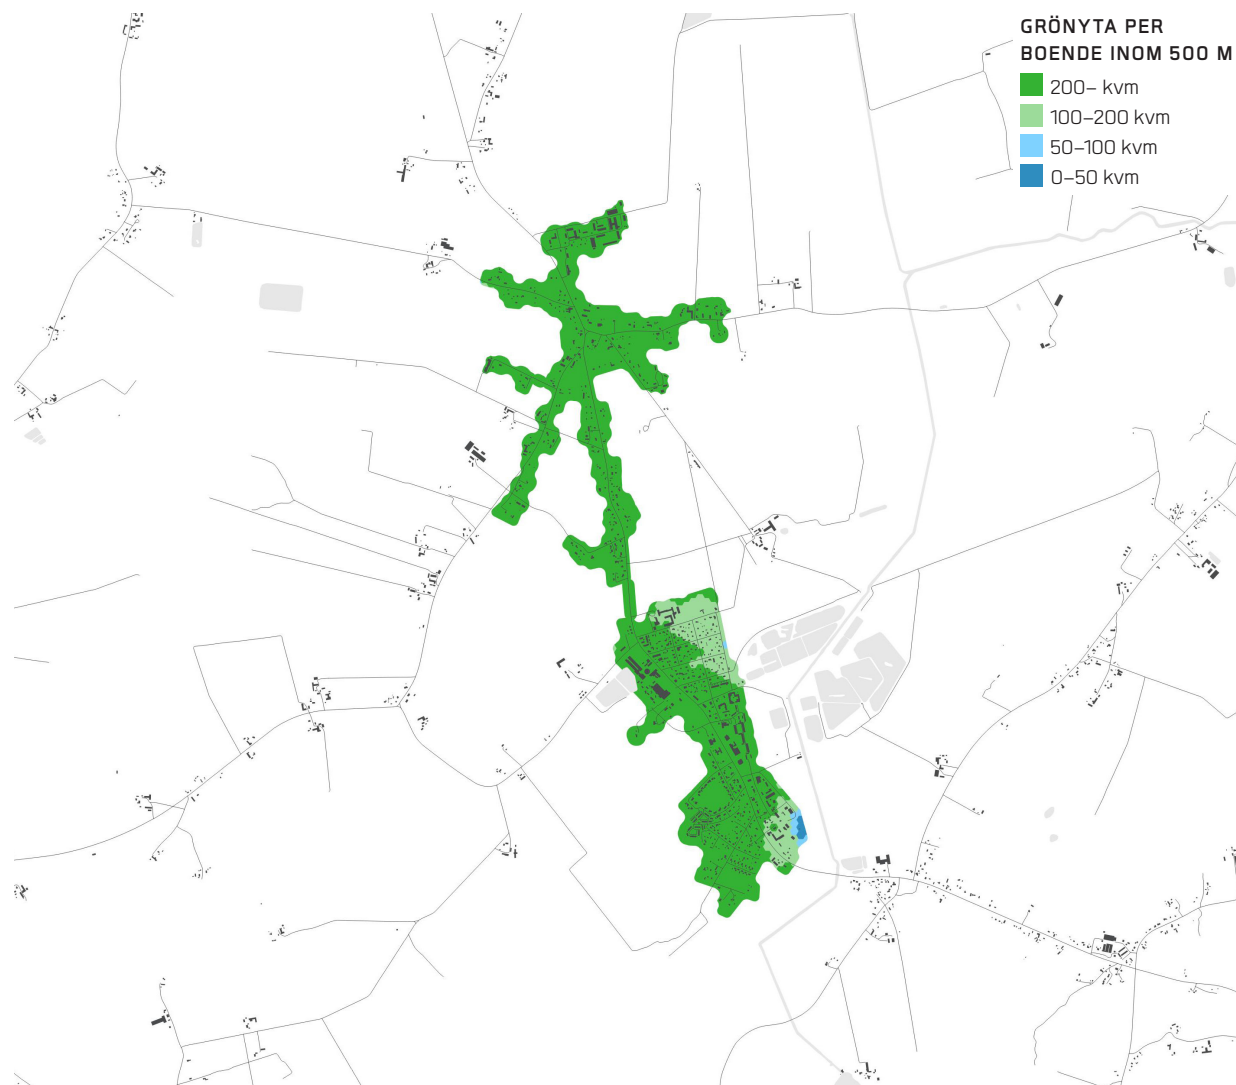 GRÖNYTA PER
BOENDE INOM 500 M
200– kvm
100–200 kvm
50–100 kvm
0–50 kvm